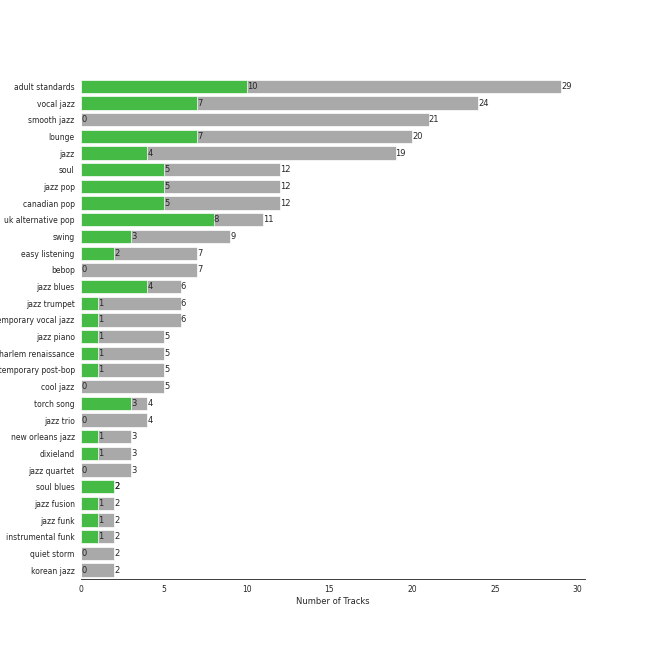 adult standards 10 29
vocal jazz 7 24
smooth jazz 0 21
lounge 7 20
jazz 4 19
soul 5 12
jazz pop 5 12
canadian pop 5 12
uk alternative pop 8 11
swing 3 9
easy listening 2 7
bebop 0 7
jazz blues 4 6
jazz trumpet 1 6
temporary vocal jazz 1 6
jazz piano 1 5
harlem renaissance 1 5
temporary post-bop 1 5
cool jazz 0 5
torch song 3 4
jazz trio 0 4
new orleans jazz 1 3
dixieland 1 3
jazz quartet 0 3
soul blues 2 2
jazz fusion 1 2
jazz funk 1 2
instrumental funk 1 2
quiet storm 0 2
korean jazz 0 2
0 5 10 15 20 25 30
Number of Tracks